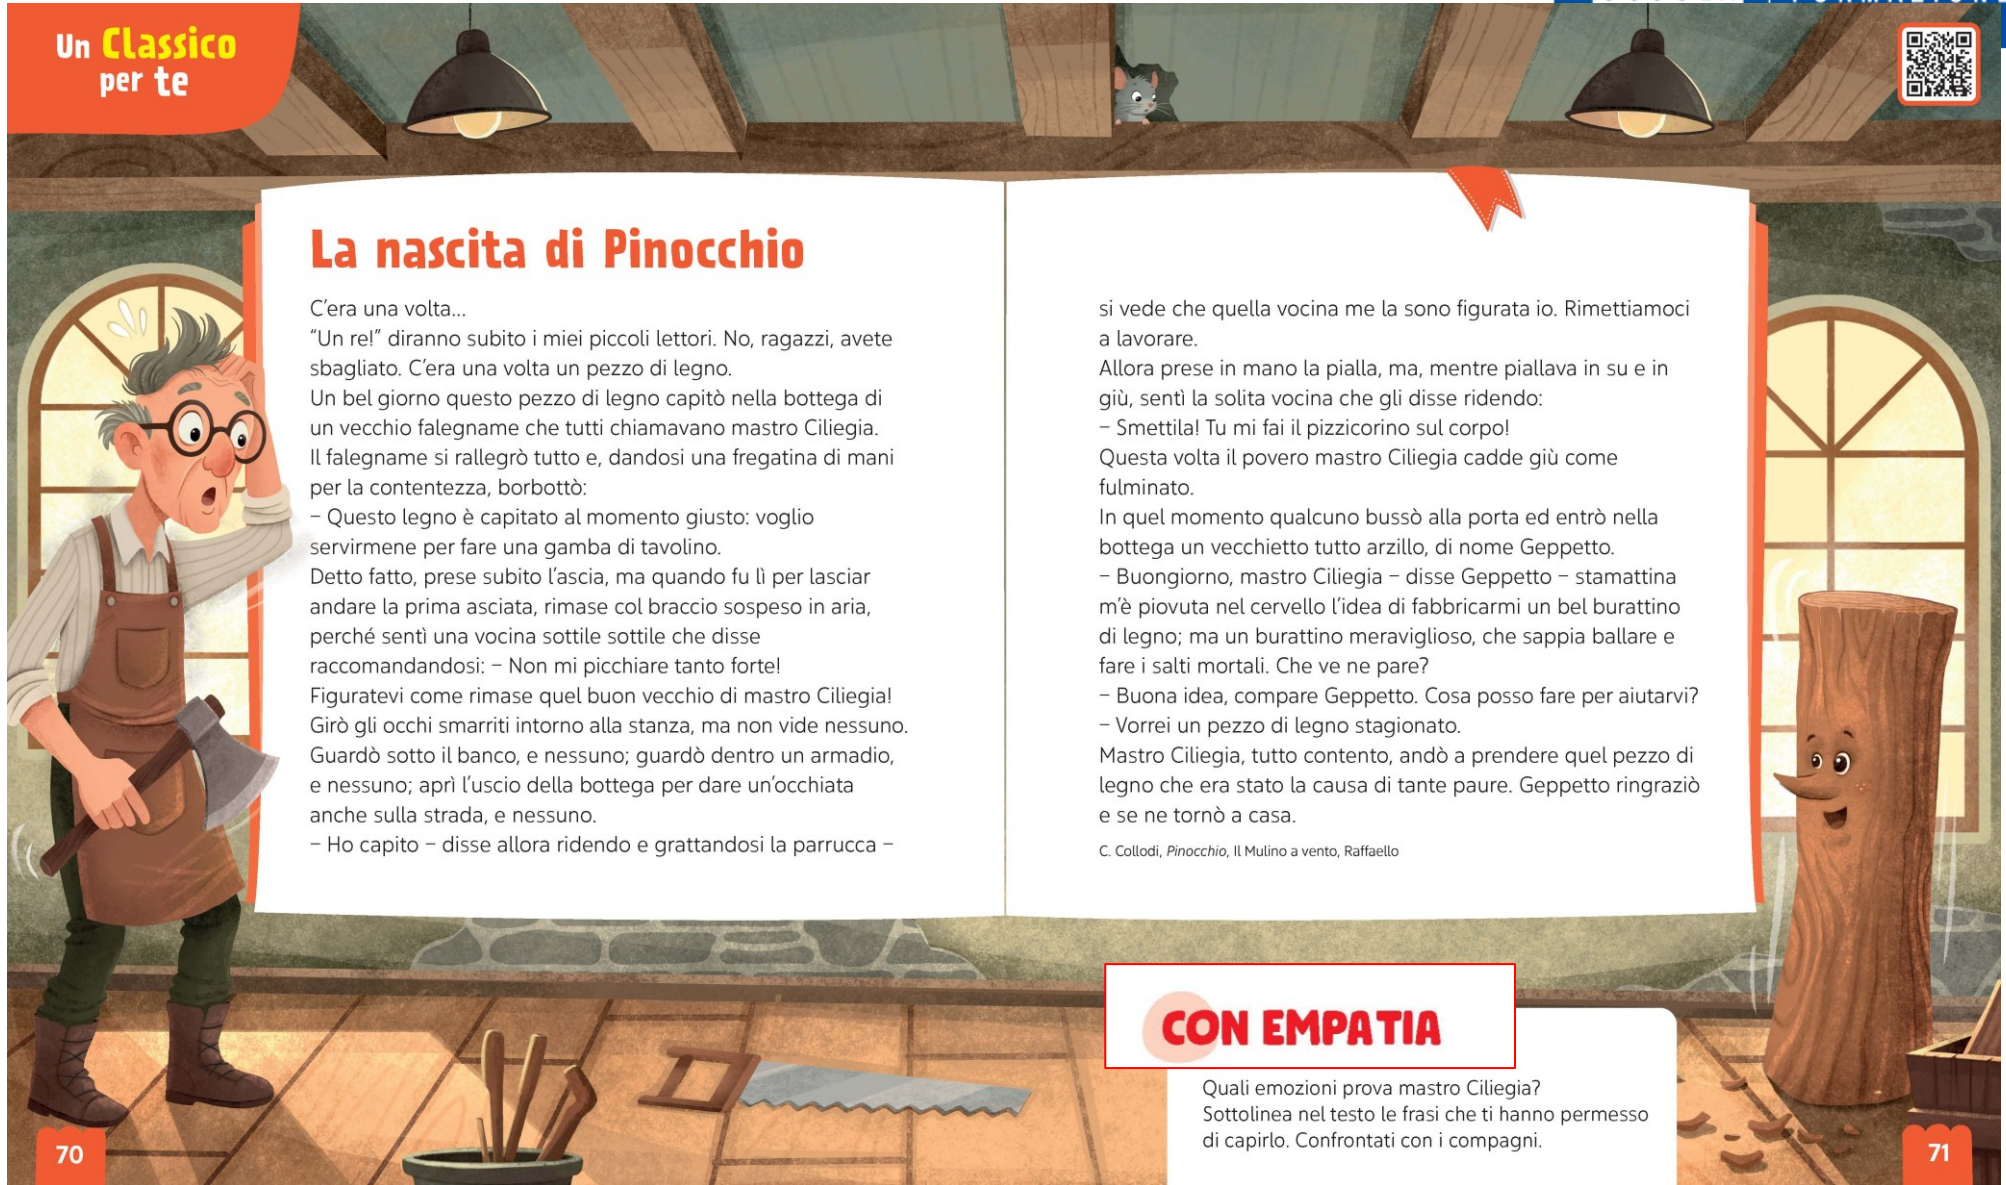 Un Classico
per te
La nascita di Pinocchio
C'era una volta...
“Un re!” diranno subito i miei piccoli lettori. No, ragazzi, avete
sbagliato. C'era una volta un pezzo di legno.
Un bel giorno questo pezzo di legno capitò nella bottega di
un vecchio falegname che tutti chiamavano mastro Ciliegia.
Il falegname si rallegrò tutto e, dandosi una fregatina di mani
per la contentezza, borbottò:
– Questo legno è capitato al momento giusto: voglio
servirmene per fare una gamba di tavolino.
Detto fatto, prese subito l'ascia, ma quando fu lì per lasciar
andare la prima asciata, rimase col braccio sospeso in aria,
perché sentì una vocina sottile sottile che disse
raccomandandosi: – Non mi picchiare tanto forte!
Figuratevi come rimase quel buon vecchio di mastro Ciliegia!
Girò gli occhi smarriti intorno alla stanza, ma non vide nessuno.
Guardò sotto il banco, e nessuno; guardò dentro un armadio,
e nessuno; aprì l'uscio della bottega per dare un'occhiata
anche sulla strada, e nessuno.
– Ho capito – disse allora ridendo e grattandosi la parrucca –
70
si vede che quella vocina me la sono figurata io. Rimettiamoci
a lavorare.
Allora prese in mano la pialla, ma, mentre piallava in su e in
giù, sentì la solita vocina che gli disse ridendo:
– Smettila! Tu mi fai il pizzicorino sul corpo!
Questa volta il povero mastro Ciliegia cadde giù come
fulminato.
In quel momento qualcuno bussò alla porta ed entrò nella
bottega un vecchietto tutto arzillo, di nome Geppetto.
– Buongiorno, mastro Ciliegia – disse Geppetto – stamattina
m'è piovuta nel cervello l'idea di fabbricarmi un bel burattino
di legno; ma un burattino meraviglioso, che sappia ballare e
fare i salti mortali. Che ve ne pare?
– Buona idea, compare Geppetto. Cosa posso fare per aiutarvi?
– Vorrei un pezzo di legno stagionato.
Mastro Ciliegia, tutto contento, andò a prendere quel pezzo di
legno che era stato la causa di tante paure. Geppetto ringraziò
e se ne tornò a casa.
C. Collodi, Pinocchio, Il Mulino a vento, Raffaello
CON EMPATIA
Quali emozioni prova mastro Ciliegia?
Sottolinea nel testo le frasi che ti hanno permesso
di capirlo. Confrontati con i compagni.
71